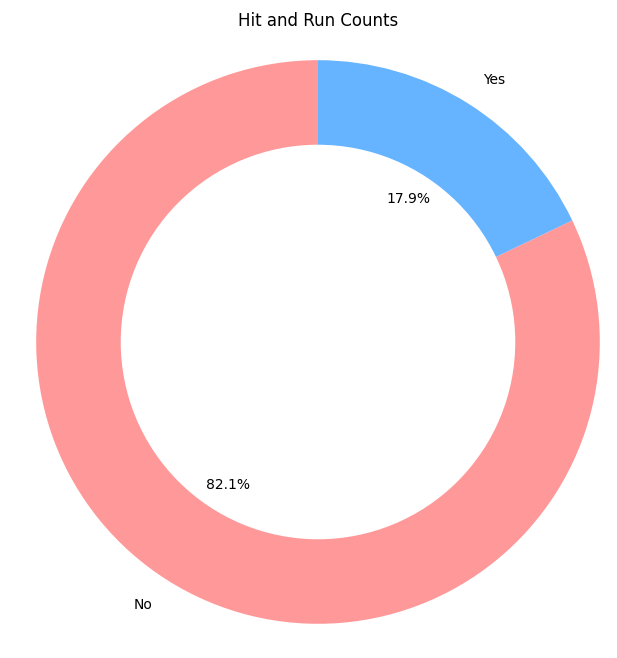 Hit and Run Counts
Yes
17.9%
82.1%
No